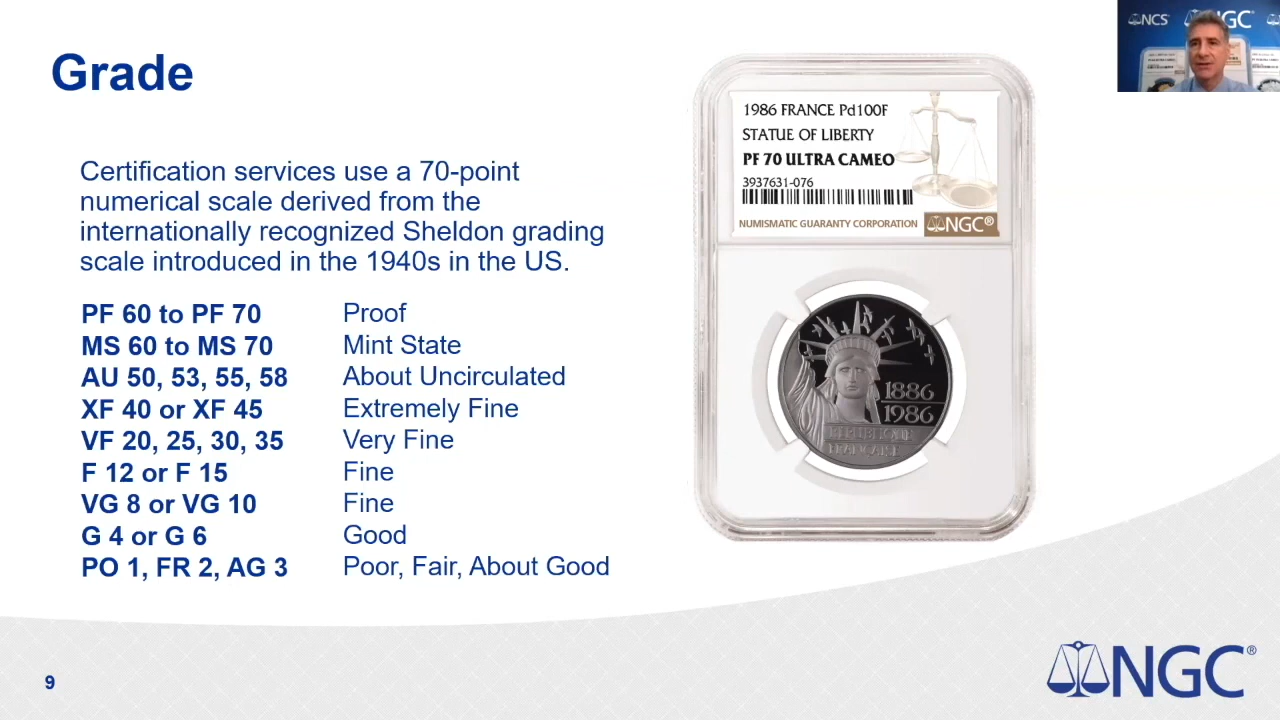 Grade
Certification services use a 70-point
numerical scale derived from the
internationally recognized Sheldon grading
scale introduced in the 1940s in the US.
PF 60 to PF 70 Proof
MS 60 to MS 70 Mint State
AU 50, 53, 55, 58 About Uncirculated
XF 40 or XF 45 Extremely Fine
VF 20, 25, 30, 35 Very Fine
F 12 or F 15 Fine
VG 8 or VG 10 Fine
G 4 or G 6 Good
PO 1, FR 2, AG 3 Poor, Fair, About Good
1986 FRANCE Pd100F
STATUE OF LIBERTY
PF 70 ULTRA CAMEO
3937631-076
NUMISMATIC GUARANTY CORPORATION NGC®
1886
1986
REPUBLIQUE
FRANCAISE
NCS NGC
9
NGC®